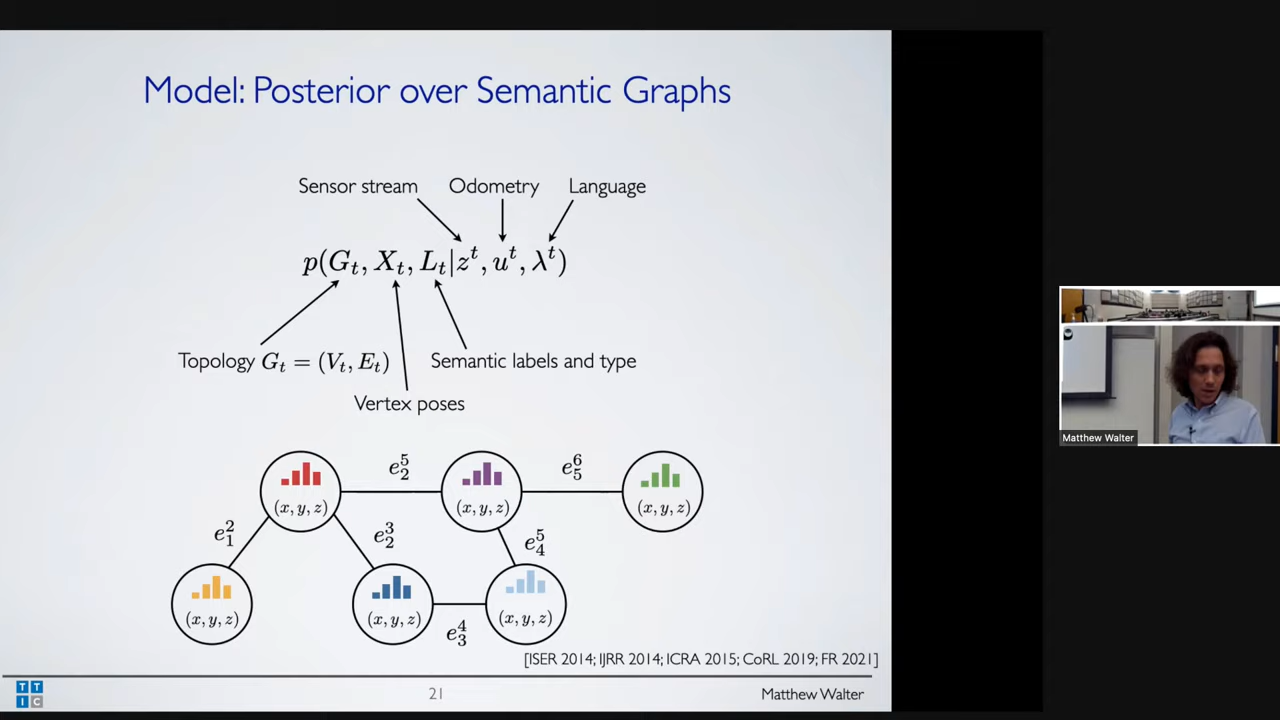 Model: Posterior over Semantic Graphs
Sensor stream Odometry Language
p(G_t, X_t, L_t|z^t, u^t, λ^t)
Topology G_t = (V_t, E_t) Semantic labels and type
Vertex poses
e_2^5 e_5^6
(x, y, z) (x, y, z) (x, y, z)
e_1^2 e_2^3 e_4^5
(x, y, z) (x, y, z) (x, y, z)
e_3^4
[ISER 2014; IJRR 2014; ICRA 2015; CoRL 2019; FR 2021]
T T
I C
21
Matthew Walter
Matthew Walter